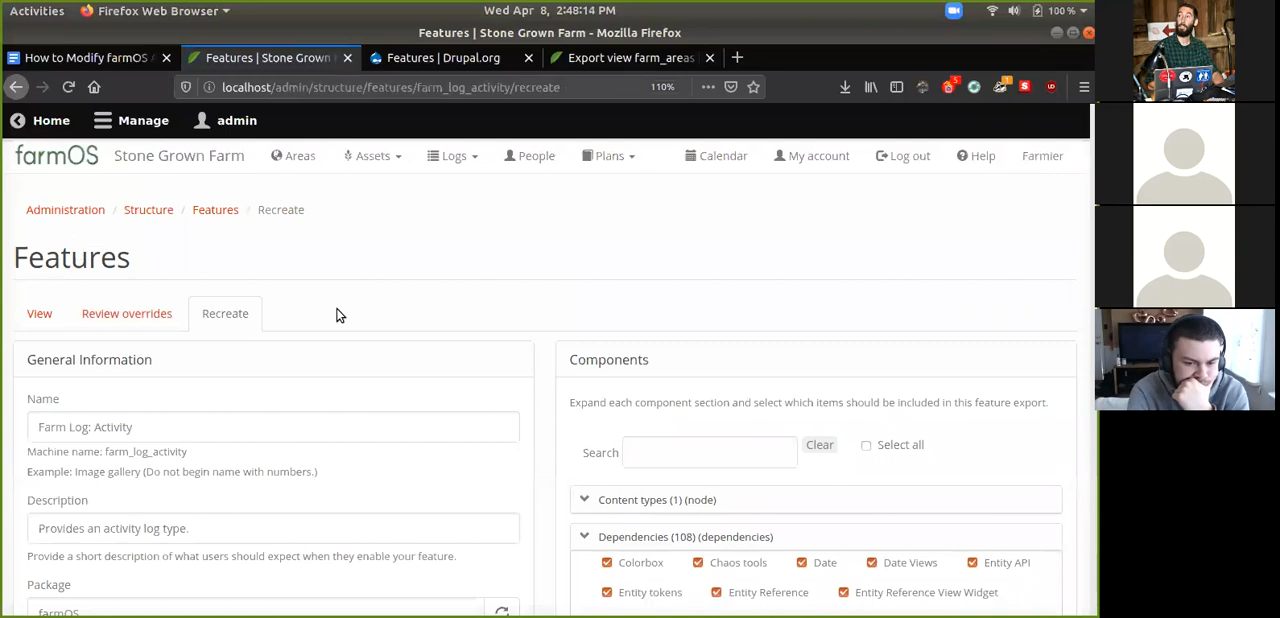 Activities Firefox Web Browser Wed Apr 8, 2:48:14 PM 100 %
Features | Stone Grown Farm - Mozilla Firefox
How to Modify farmOS Features | Stone Grown Features | Drupal.org Export view farm_areas
localhost/admin/structure/features/farm_log_activity/recreate 110%
Home Manage admin
farmOS Stone Grown Farm Areas Assets Logs People Plans Calendar My account Log out Help Farmier
Administration / Structure / Features / Recreate
Features
View Review overrides Recreate
General Information
Name
Farm Log: Activity
Machine name: farm_log_activity
Example: Image gallery (Do not begin name with numbers.)
Description
Provides an activity log type.
Provide a short description of what users should expect when they enable your feature.
Package
farmOS
Components
Expand each component section and select which items should be included in this feature export.
Search Clear Select all
Content types (1) (node)
Dependencies (108) (dependencies)
Colorbox Chaos tools Date Date Views Entity API
Entity tokens Entity Reference Entity Reference View Widget